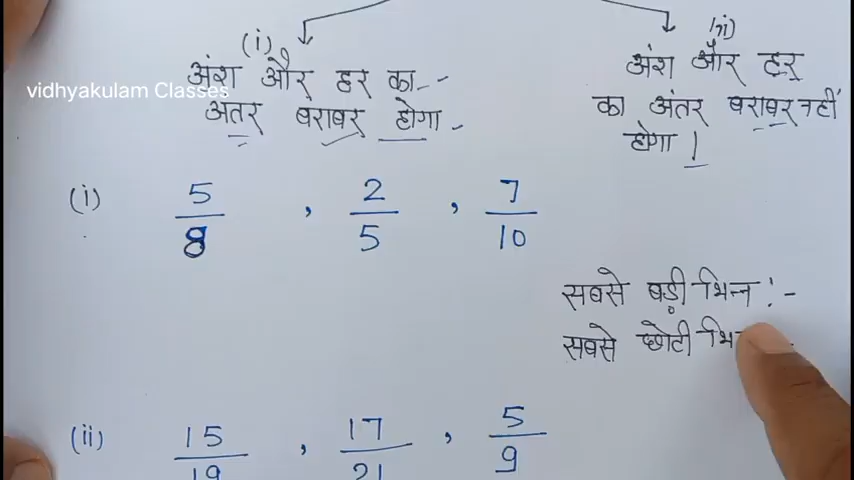 (i)
अंश और हर का--
अतर बराबर होगा -
vidhyakulam Classes
ii)
अंश और हर
का अंतर बराबर नहीं
होगा |
(i) 5/8 , 2/5 , 7/10
सबसे बड़ी भिन्न :-
सबसे छोटी
(ii) 15/19 , 17/21 , 5/9